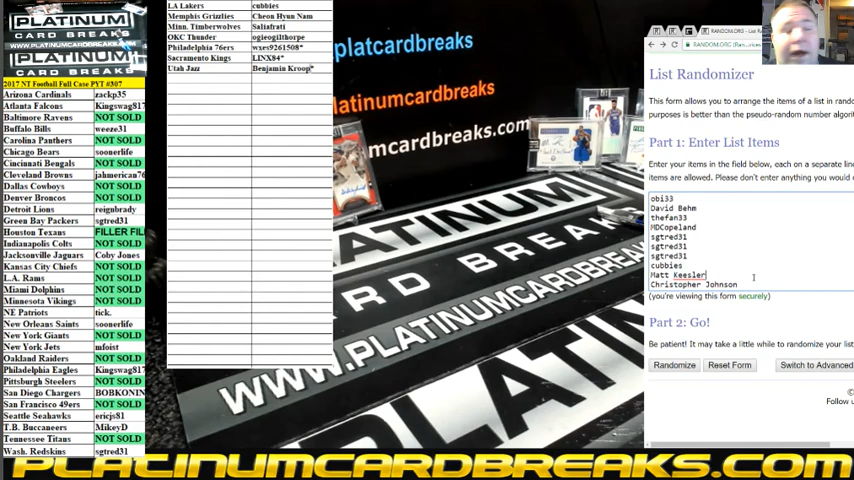 PLATINUM
CARD BREAKS
WWW.PLATINUMCARDBREAKS.COM
2017 NT Football Full Case PYT #307
Arizona Cardinals zackp35
Atlanta Falcons Kingswag817
Baltimore Ravens NOT SOLD
Buffalo Bills weeze31
Carolina Panthers NOT SOLD
Chicago Bears soonerlife
Cincinnati Bengals NOT SOLD
Cleveland Browns jahmerican76
Dallas Cowboys NOT SOLD
Denver Broncos NOT SOLD
Detroit Lions reignbrady
Green Bay Packers sgtred31
Houston Texans FILLER FIL
Indianapolis Colts NOT SOLD
Jacksonville Jaguars Coby Jones
Kansas City Chiefs NOT SOLD
L.A. Rams NOT SOLD
Miami Dolphins NOT SOLD
Minnesota Vikings NOT SOLD
NE Patriots tick.
New Orleans Saints soonerlife
New York Giants NOT SOLD
New York Jets mfoist
Oakland Raiders NOT SOLD
Philadelphia Eagles Kingswag817
Pittsburgh Steelers NOT SOLD
San Diego Chargers BOBKONIN
San Francisco 49ers NOT SOLD
Seattle Seahawks ericjs81
T.B. Buccaneers MikeyD
Tennessee Titans NOT SOLD
Wash. Redskins sgtred31
LA Lakers cubbies
Memphis Grizzlies Cheon Hyun Nam
Minn. Timberwolves Saliafrati
OKC Thunder ogieogilthorpe
Philadelphia 76ers wxes9261508*
Sacramento Kings LINX84*
Utah Jazz Benjamin Kroop*
platcardbreaks
latinumcardbreaks
atinumcardbreaks.com
PLATINUM
CARD BREAKS
WWW.PLATINUMCARDBREAKS.
PLATINU
RANDOM.ORG - List R
RANDOM.ORG
List Randomizer
This form allows you to arrange the items of a list in rando
purposes is better than the pseudo-random number algorit
Part 1: Enter List Items
Enter your items in the field below, each on a separate lin
items are allowed. Please don't enter anything you would
obi33
David Behm
thefan33
MDCopeland
sgtred31
sgtred31
sgtred31
cubbies
Matt Keesler
Christopher Johnson
(you're viewing this form securely)
Part 2: Go!
Be patient! It may take a little while to randomize your list
Randomize Reset Form Switch to Advanced
Follow u
PLATINUMCARDBREAKS.COM